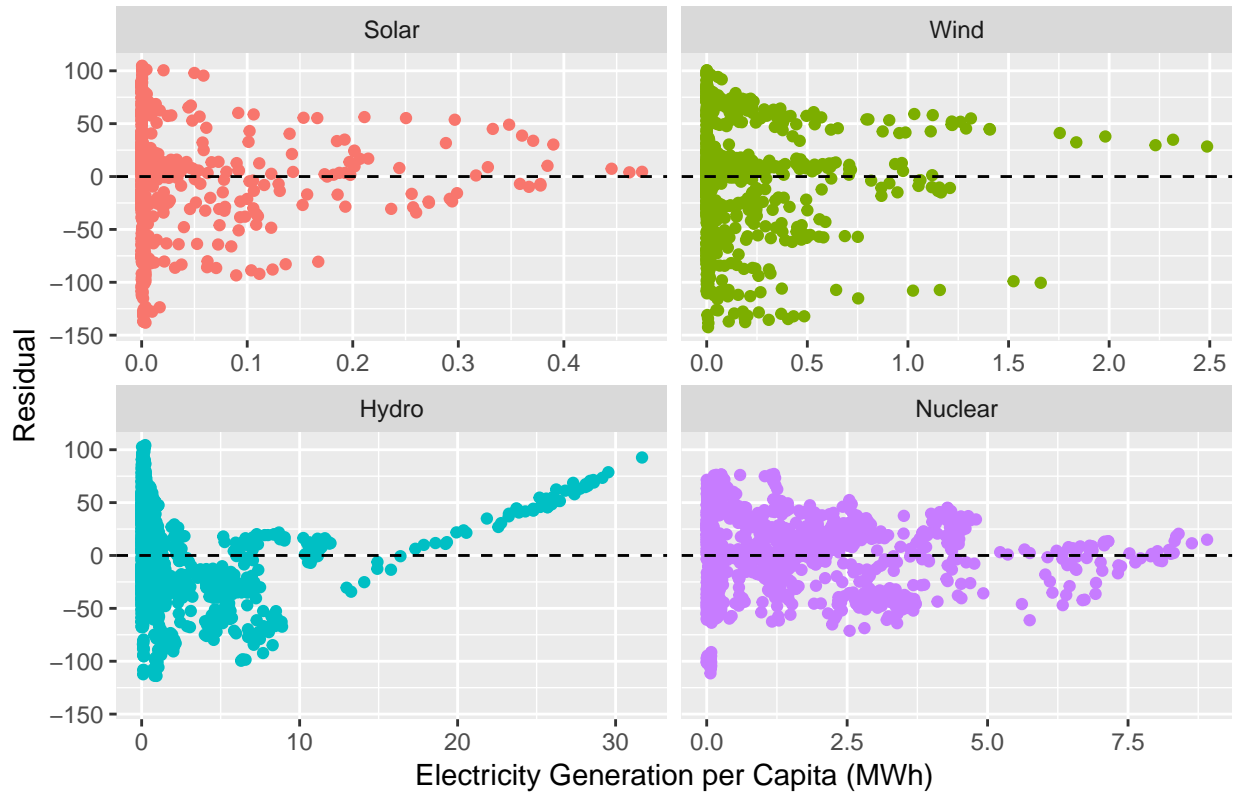 Solar
Wind
100
50
0
−50
−100
−150
0.0 0.1 0.2 0.3 0.4
0.0 0.5 1.0 1.5 2.0 2.5
Residual
Hydro
Nuclear
100
50
0
−50
−100
−150
0 10 20 30
0.0 2.5 5.0 7.5
Electricity Generation per Capita (MWh)